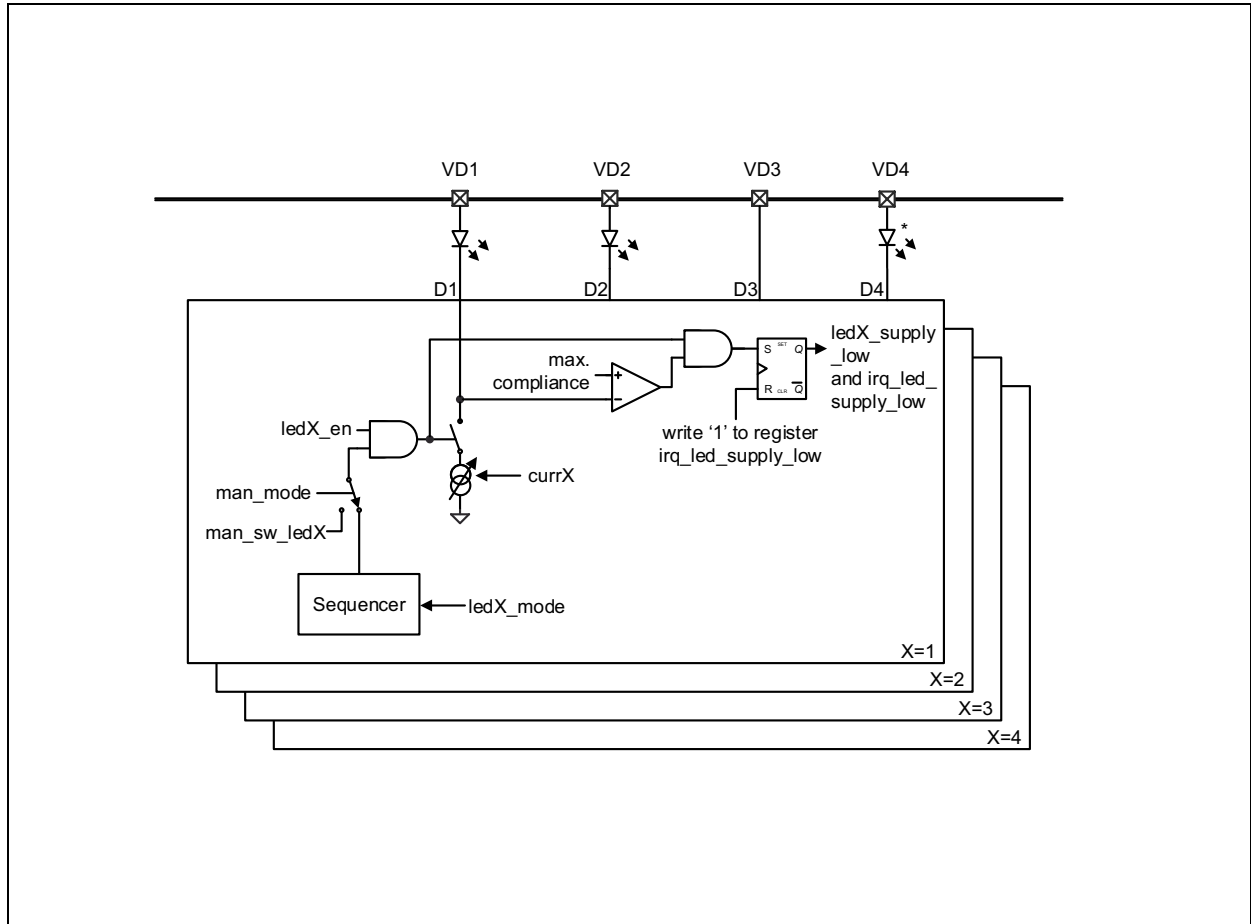 VD1 VD2 VD3 VD4
*
D1 D2 D3 D4
ledX_supply
_low
and irq_led_
supply_low
max.
compliance
+
−
S SET Q
R CLR Q
write ‘1’ to register
irq_led_supply_low
ledX_en
man_mode
currX
man_sw_ledX
Sequencer
ledX_mode
X=1
X=2
X=3
X=4